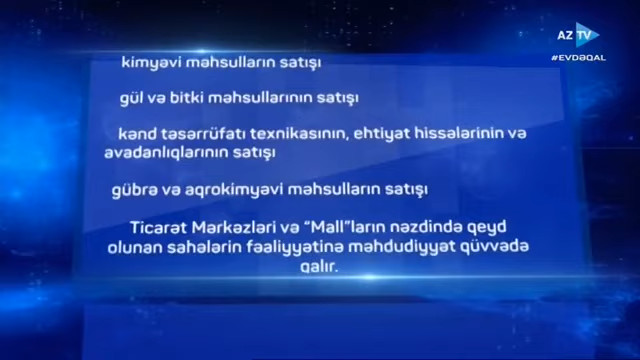 AZ TV
#EVDƏQAL
kimyəvi məhsulların satışı
gül və bitki məhsullarının satışı
kənd təsərrüfatı texnikasının, ehtiyat hissələrinin və
avadanlıqlarının satışı
gübrə və aqrokimyəvi məhsulların satışı
Ticarət Mərkəzləri və “Mall”ların nəzdində qeyd
olunan sahələrin fəaliyyətinə məhdudiyyət qüvvədə
qalır.